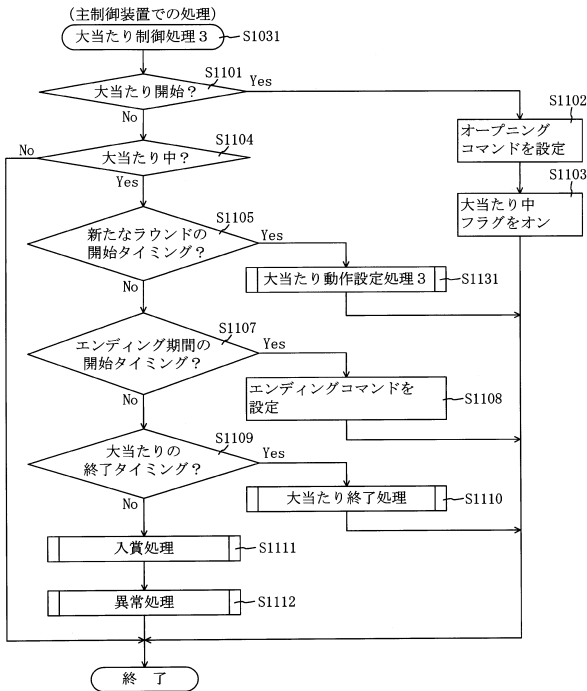 (主制御装置での処理)
大当たり制御処理3
S1031
S1101
大当たり開始?
Yes
No
S1102
オープニング
コマンドを設定
S1104
No
大当たり中?
Yes
S1103
大当たり中
フラグをオン
S1105
新たなラウンドの
開始タイミング?
Yes
No
大当たり動作設定処理3
S1131
S1107
エンディング期間の
開始タイミング?
Yes
No
エンディングコマンドを
設定
S1108
S1109
大当たりの
終了タイミング?
Yes
No
大当たり終了処理
S1110
入賞処理
S1111
異常処理
S1112
終 了